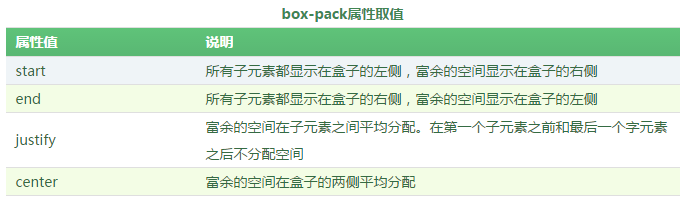 box-pack属性取值
属性值 说明
start 所有子元素都显示在盒子的左侧，富余的空间显示在盒子的右侧
end 所有子元素都显示在盒子的右侧，富余的空间显示在盒子的左侧
justify 富余的空间在子元素之间平均分配。在第一个子元素之前和最后一个字元素
之后不分配空间
center 富余的空间在盒子的两侧平均分配